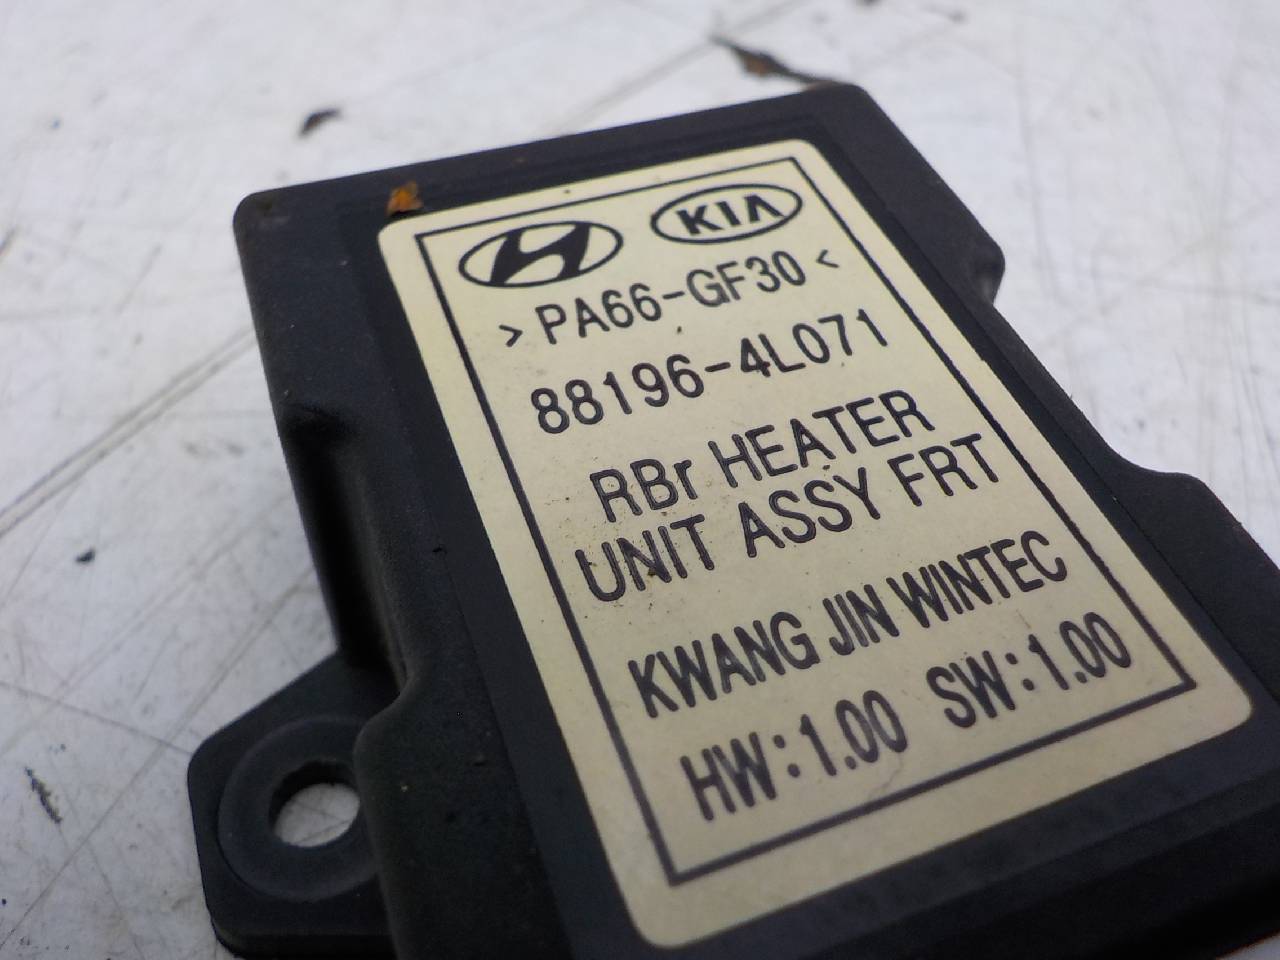 KIA
>PA66-GF30<
88196-4L071
RBr HEATER
UNIT ASSY FRT
KWANG JIN WINTEC
HW:1.00 SW:1.00